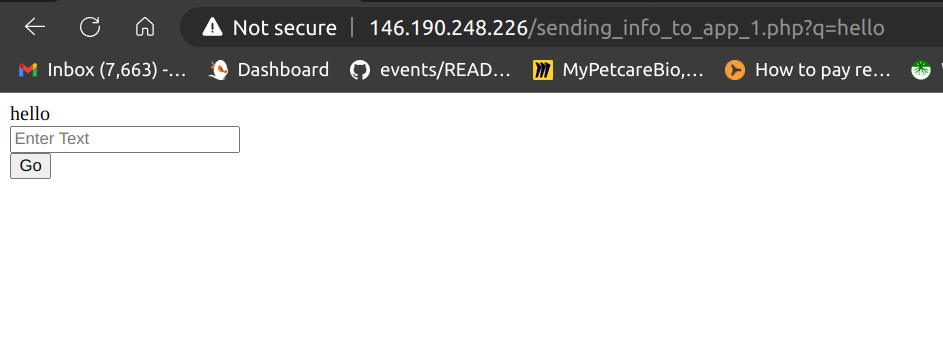 Not secure | 146.190.248.226/sending_info_to_app_1.php?q=hello
Inbox (7,663) -... Dashboard events/READ... MyPetcareBio,... How to pay re...
hello
Enter Text
Go